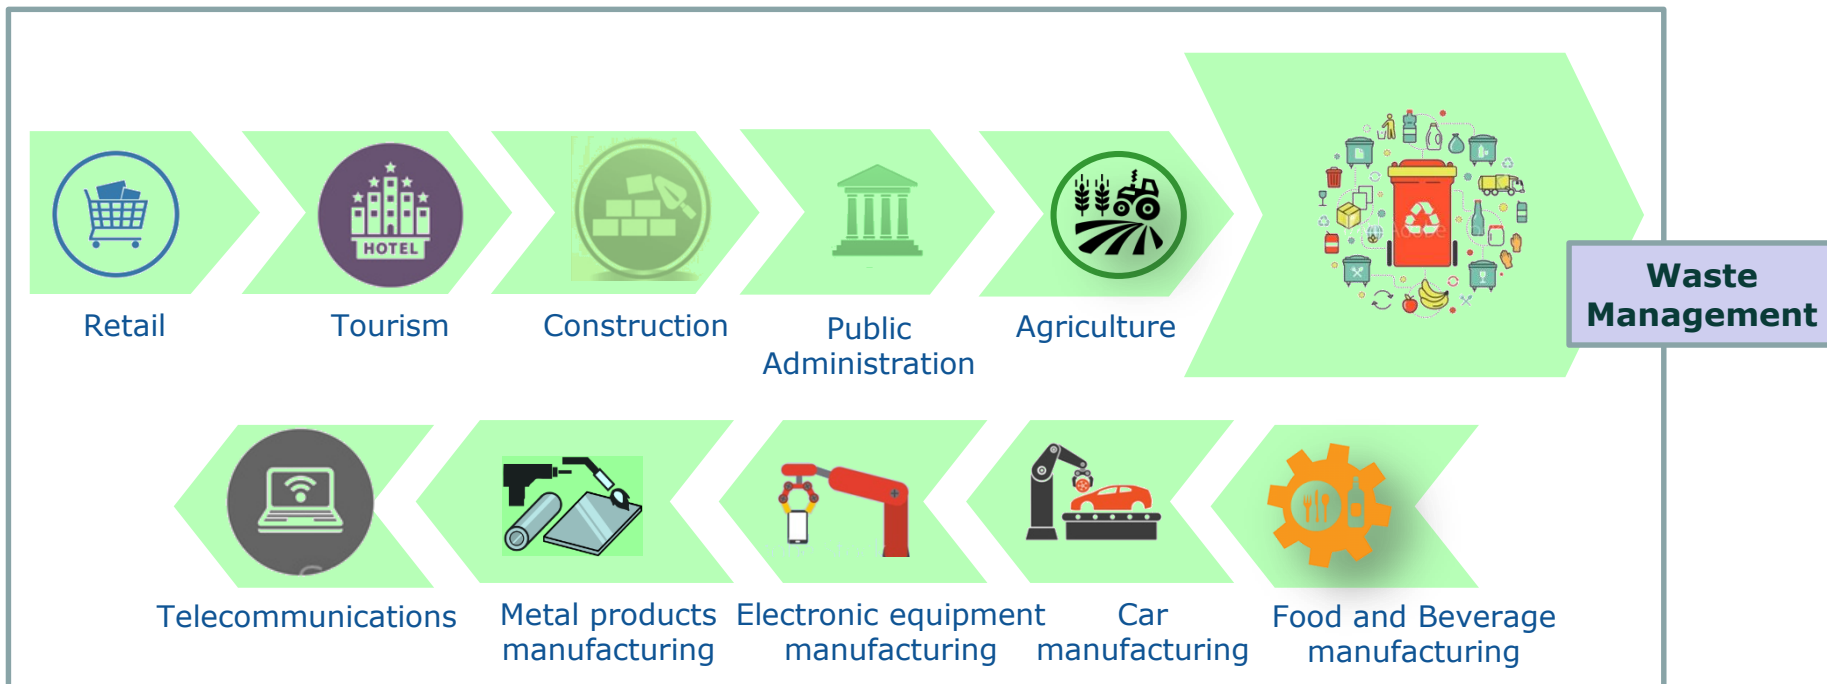 HOTEL
Retail
Tourism
Construction
Public
Administration
Agriculture
Adobe
Waste
Management
Telecommunications
Metal products
manufacturing
Electronic equipment
manufacturing
Car
manufacturing
Food and Beverage
manufacturing